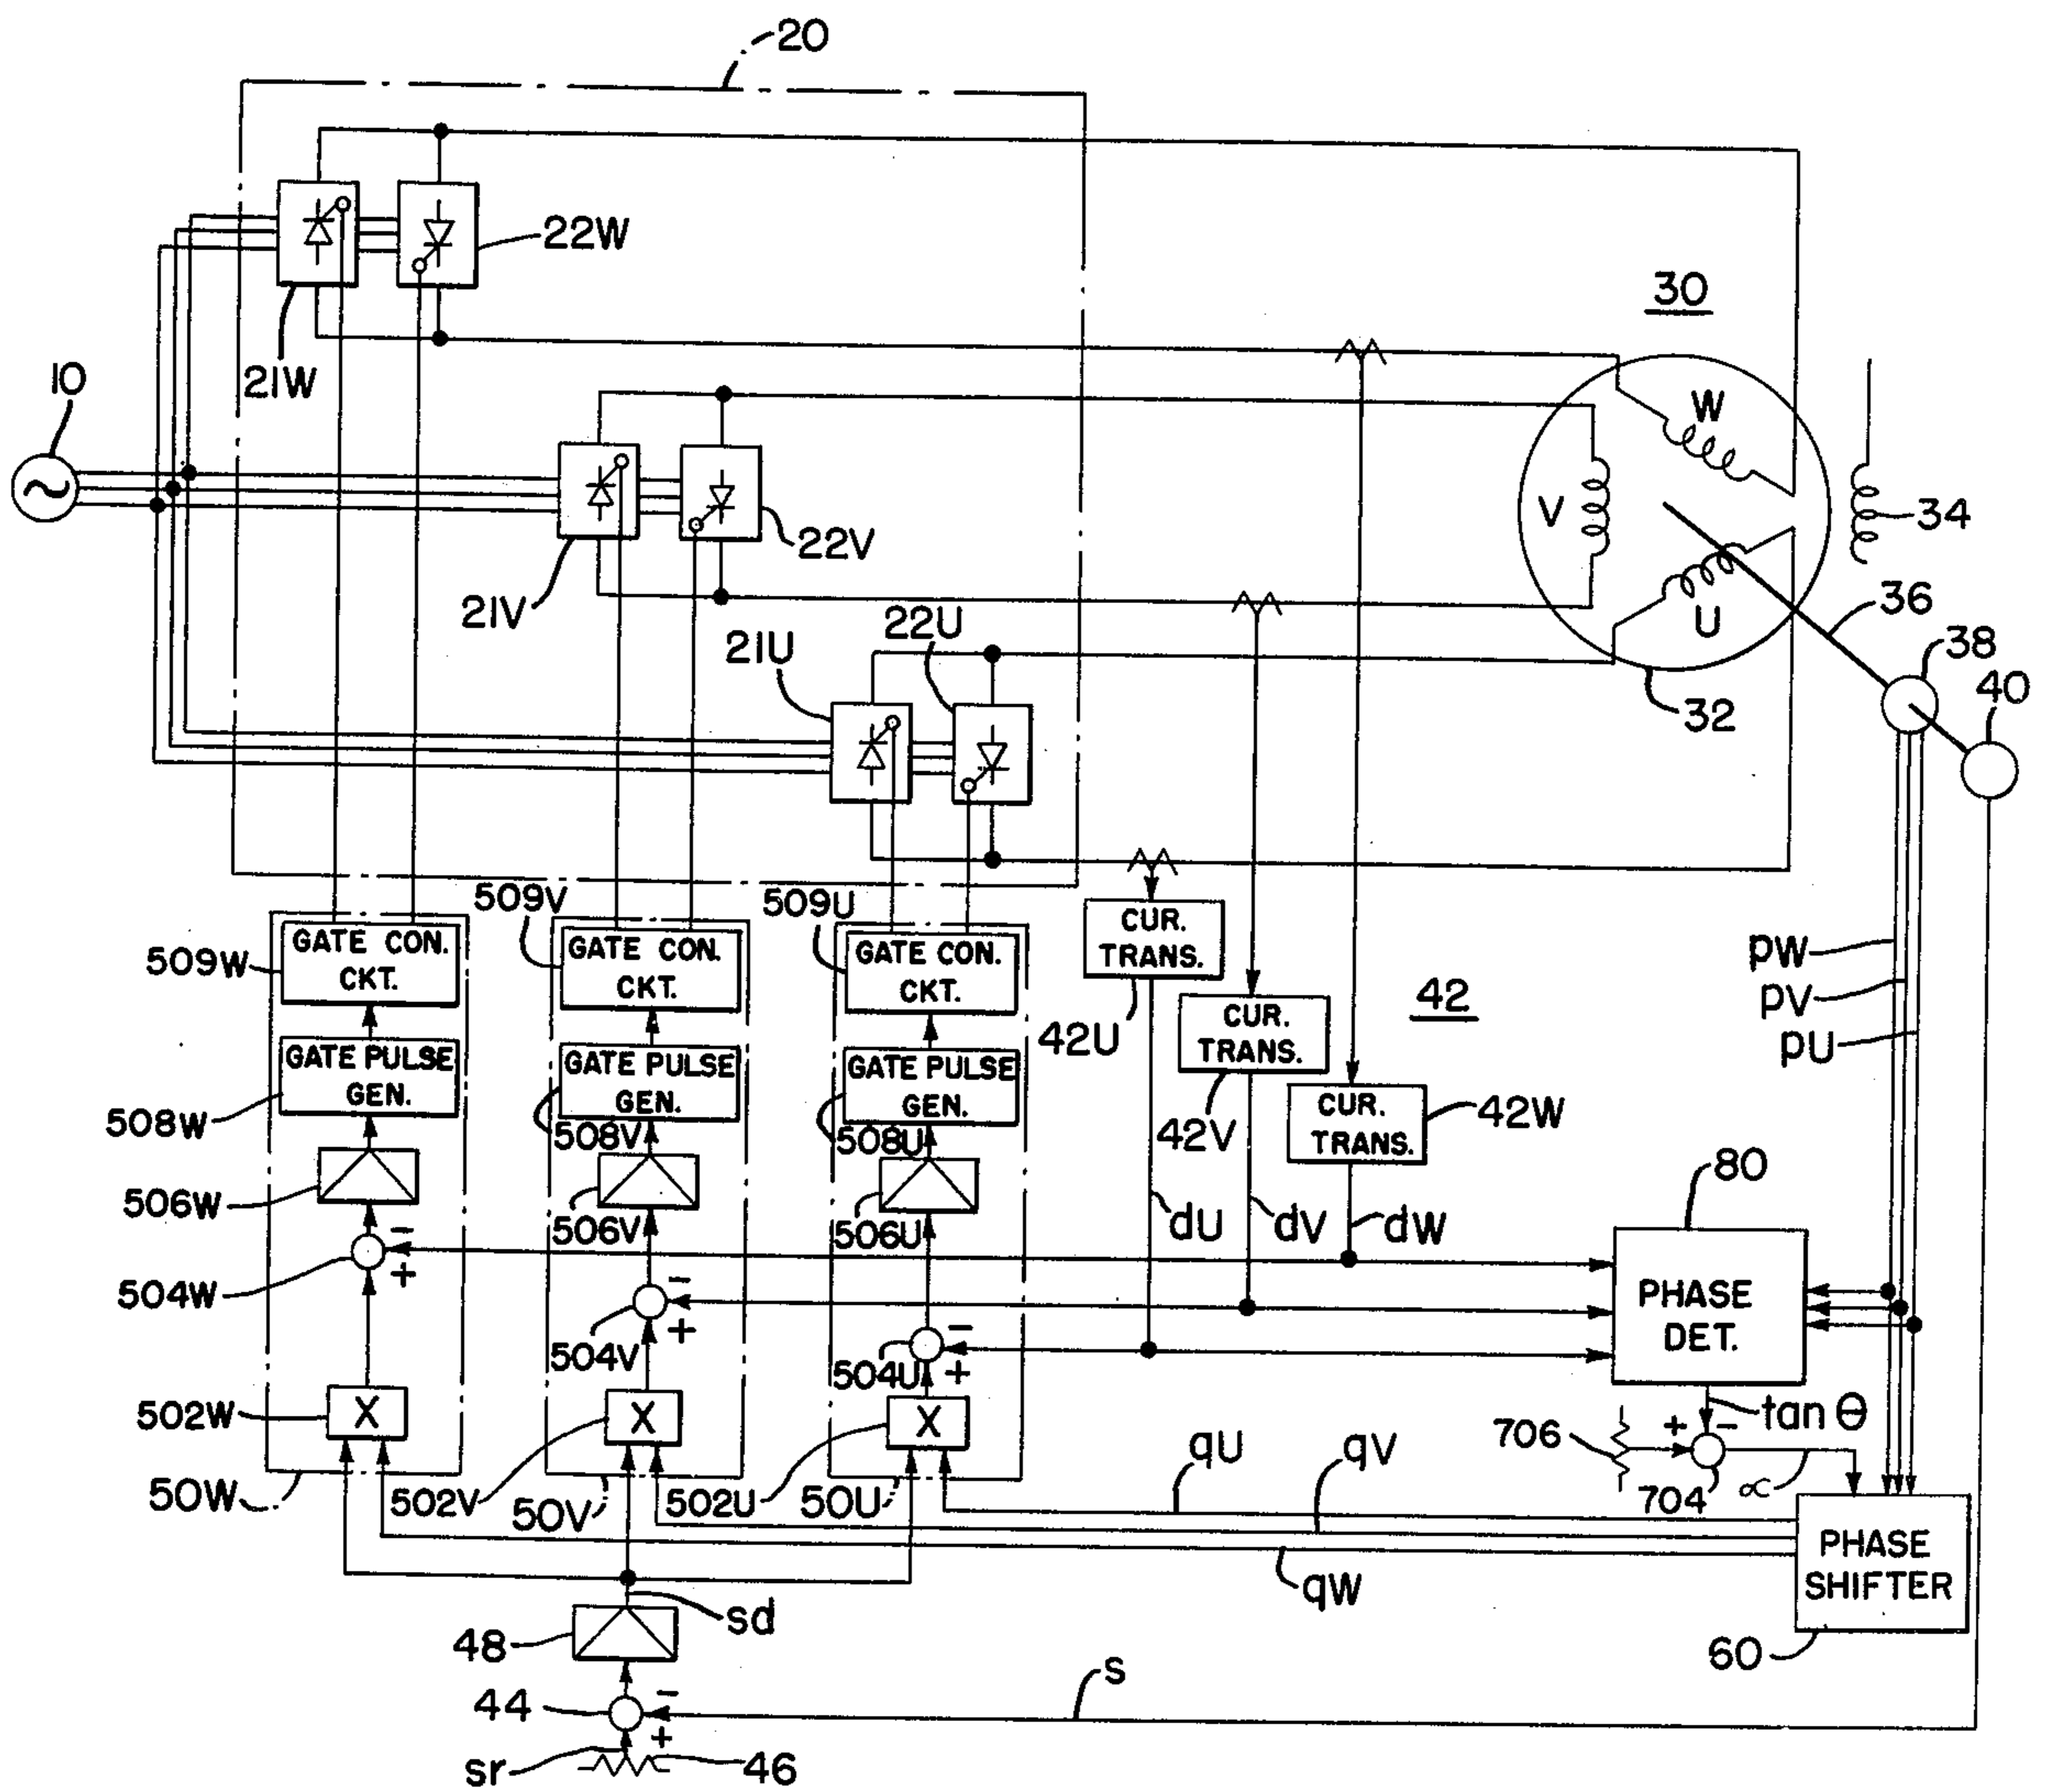 20
22W
30
21W
10
W
V
34
22V
21V
36
22U
U
21U
38
40
32
509V
509U
GATE CON.
CKT.
GATE CON.
CKT.
GATE CON.
CKT.
CUR.
TRANS.
509W
pW
pV
42
42U
CUR.
TRANS.
pU
GATE PULSE
GEN.
GATE PULSE
GEN.
GATE PULSE
GEN.
508W
508V
508U
42V
CUR.
TRANS.
42W
80
506W
506V
506U
dU
dV
dW
−
+
504W
−
+
504V
−
+
504U
PHASE
DET.
502W
X
X
X
tan θ
706
+
−
qU
qV
50W
502V
50V
502U
50U
704
∝
PHASE
SHIFTER
qW
sd
48
60
s
44
−
+
sr
46
~